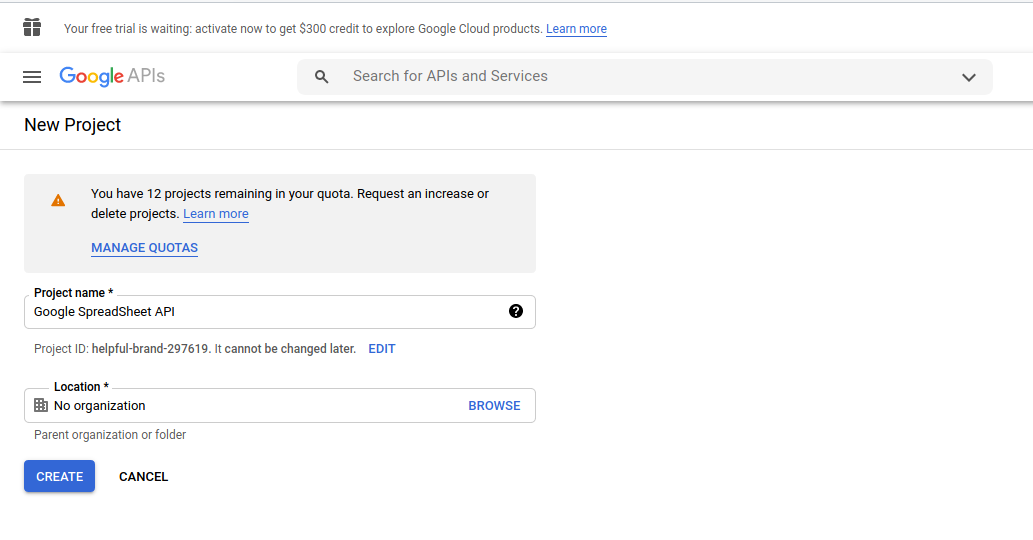 Your free trial is waiting: activate now to get $300 credit to explore Google Cloud products. Learn more
Google APIs
Search for APIs and Services
New Project
You have 12 projects remaining in your quota. Request an increase or
delete projects. Learn more
MANAGE QUOTAS
Project name *
Google SpreadSheet API
Project ID: helpful-brand-297619. It cannot be changed later. EDIT
Location *
No organization BROWSE
Parent organization or folder
CREATE CANCEL